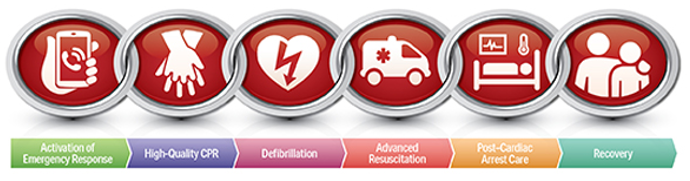 Activation of
Emergency Response
High-Quality CPR
Defibrillation
Advanced
Resuscitation
Post-Cardiac
Arrest Care
Recovery